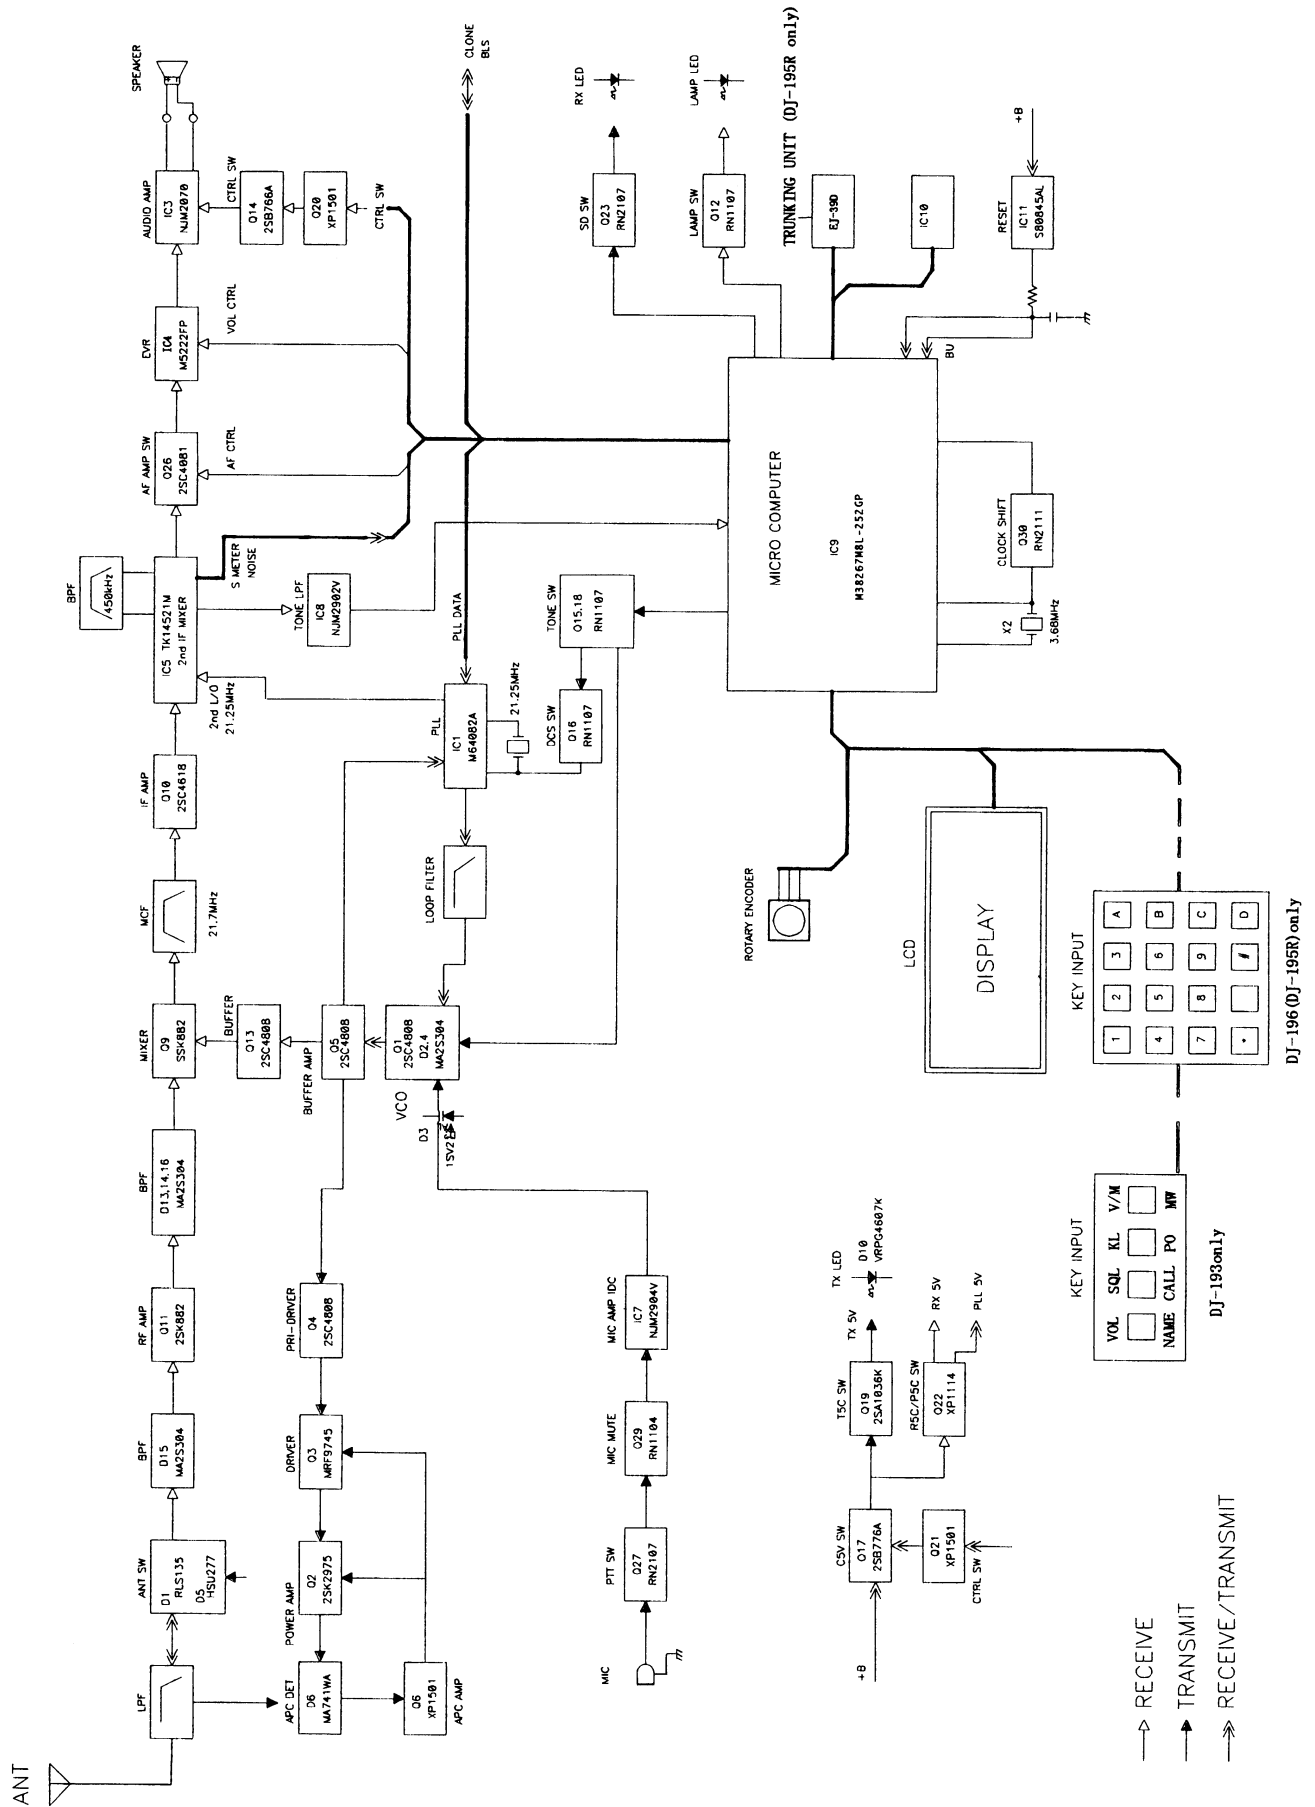 ANT
LPF
ANT SW
D1
RLS135
D5
HSU277
BPF
D15
MA2S304
RF AMP
Q11
2SK882
BPF
D13,14,16
MA2S304
MIXER
Q9
SSK882
MCF
21.7MHz
IF AMP
Q10
2SC4618
BPF
/450kHz
IC5 TK14521M
2nd IF MIXER
2nd L/O
21.25MHz
S METER
NOISE
AF AMP SW
Q26
2SC4081
AF CTRL
EVR
IC4
M5222FP
VOL CTRL
AUDIO AMP
IC3
NJM2070
SPEAKER
CTRL SW
Q14
2SB766A
Q20
XP1501
CTRL SW
BUFFER
Q13
2SC4808
BUFFER AMP
Q5
2SC4808
TONE LPF
IC8
NJM2902V
CLONE
BLS
PLL DATA
APC DET
D6
MA741WA
POWER AMP
Q2
2SK2975
DRIVER
Q3
MRF9745
PRI-DRIVER
Q4
2SC4808
Q6
XP1501
APC AMP
VCO
Q1
2SC4808
D2,4
MA2S304
D3
LOOP FILTER
PLL
IC1
M64082A
21.25MHz
DCS SW
Q16
RN1107
TONE SW
Q15,18
RN1107
MIC
PTT SW
Q27
RN2107
MIC MUTE
Q29
RN1104
MIC AMP IDC
IC7
NJM2904V
MICRO COMPUTER
IC9
M38267M8L-252GP
SD SW
Q23
RN2107
RX LED
LAMP SW
Q12
RN1107
LAMP LED
TRUNKING UNIT (DJ-195R only)
EJ-39D
IC10
RESET
IC11
S80845AL
+B
BU
CLOCK SHIFT
Q30
RN2111
X2
3.68MHz
ROTARY ENCODER
LCD
DISPLAY
KEY INPUT
1 2 3 A
4 5 6 B
7 8 9 C
* # D
DJ-196(DJ-195R)only
KEY INPUT
VOL SQL KL V/M
NAME CALL PO MW
DJ-193only
+B
C5V SW
Q17
2SB776A
Q21
XP1501
CTRL SW
T5C SW
Q19
2SA1036K
TX 5V
TX LED
D10
VRPG4607K
R5C/P5C SW
Q22
XP1114
RX 5V
PLL 5V
RECEIVE
TRANSMIT
RECEIVE/TRANSMIT